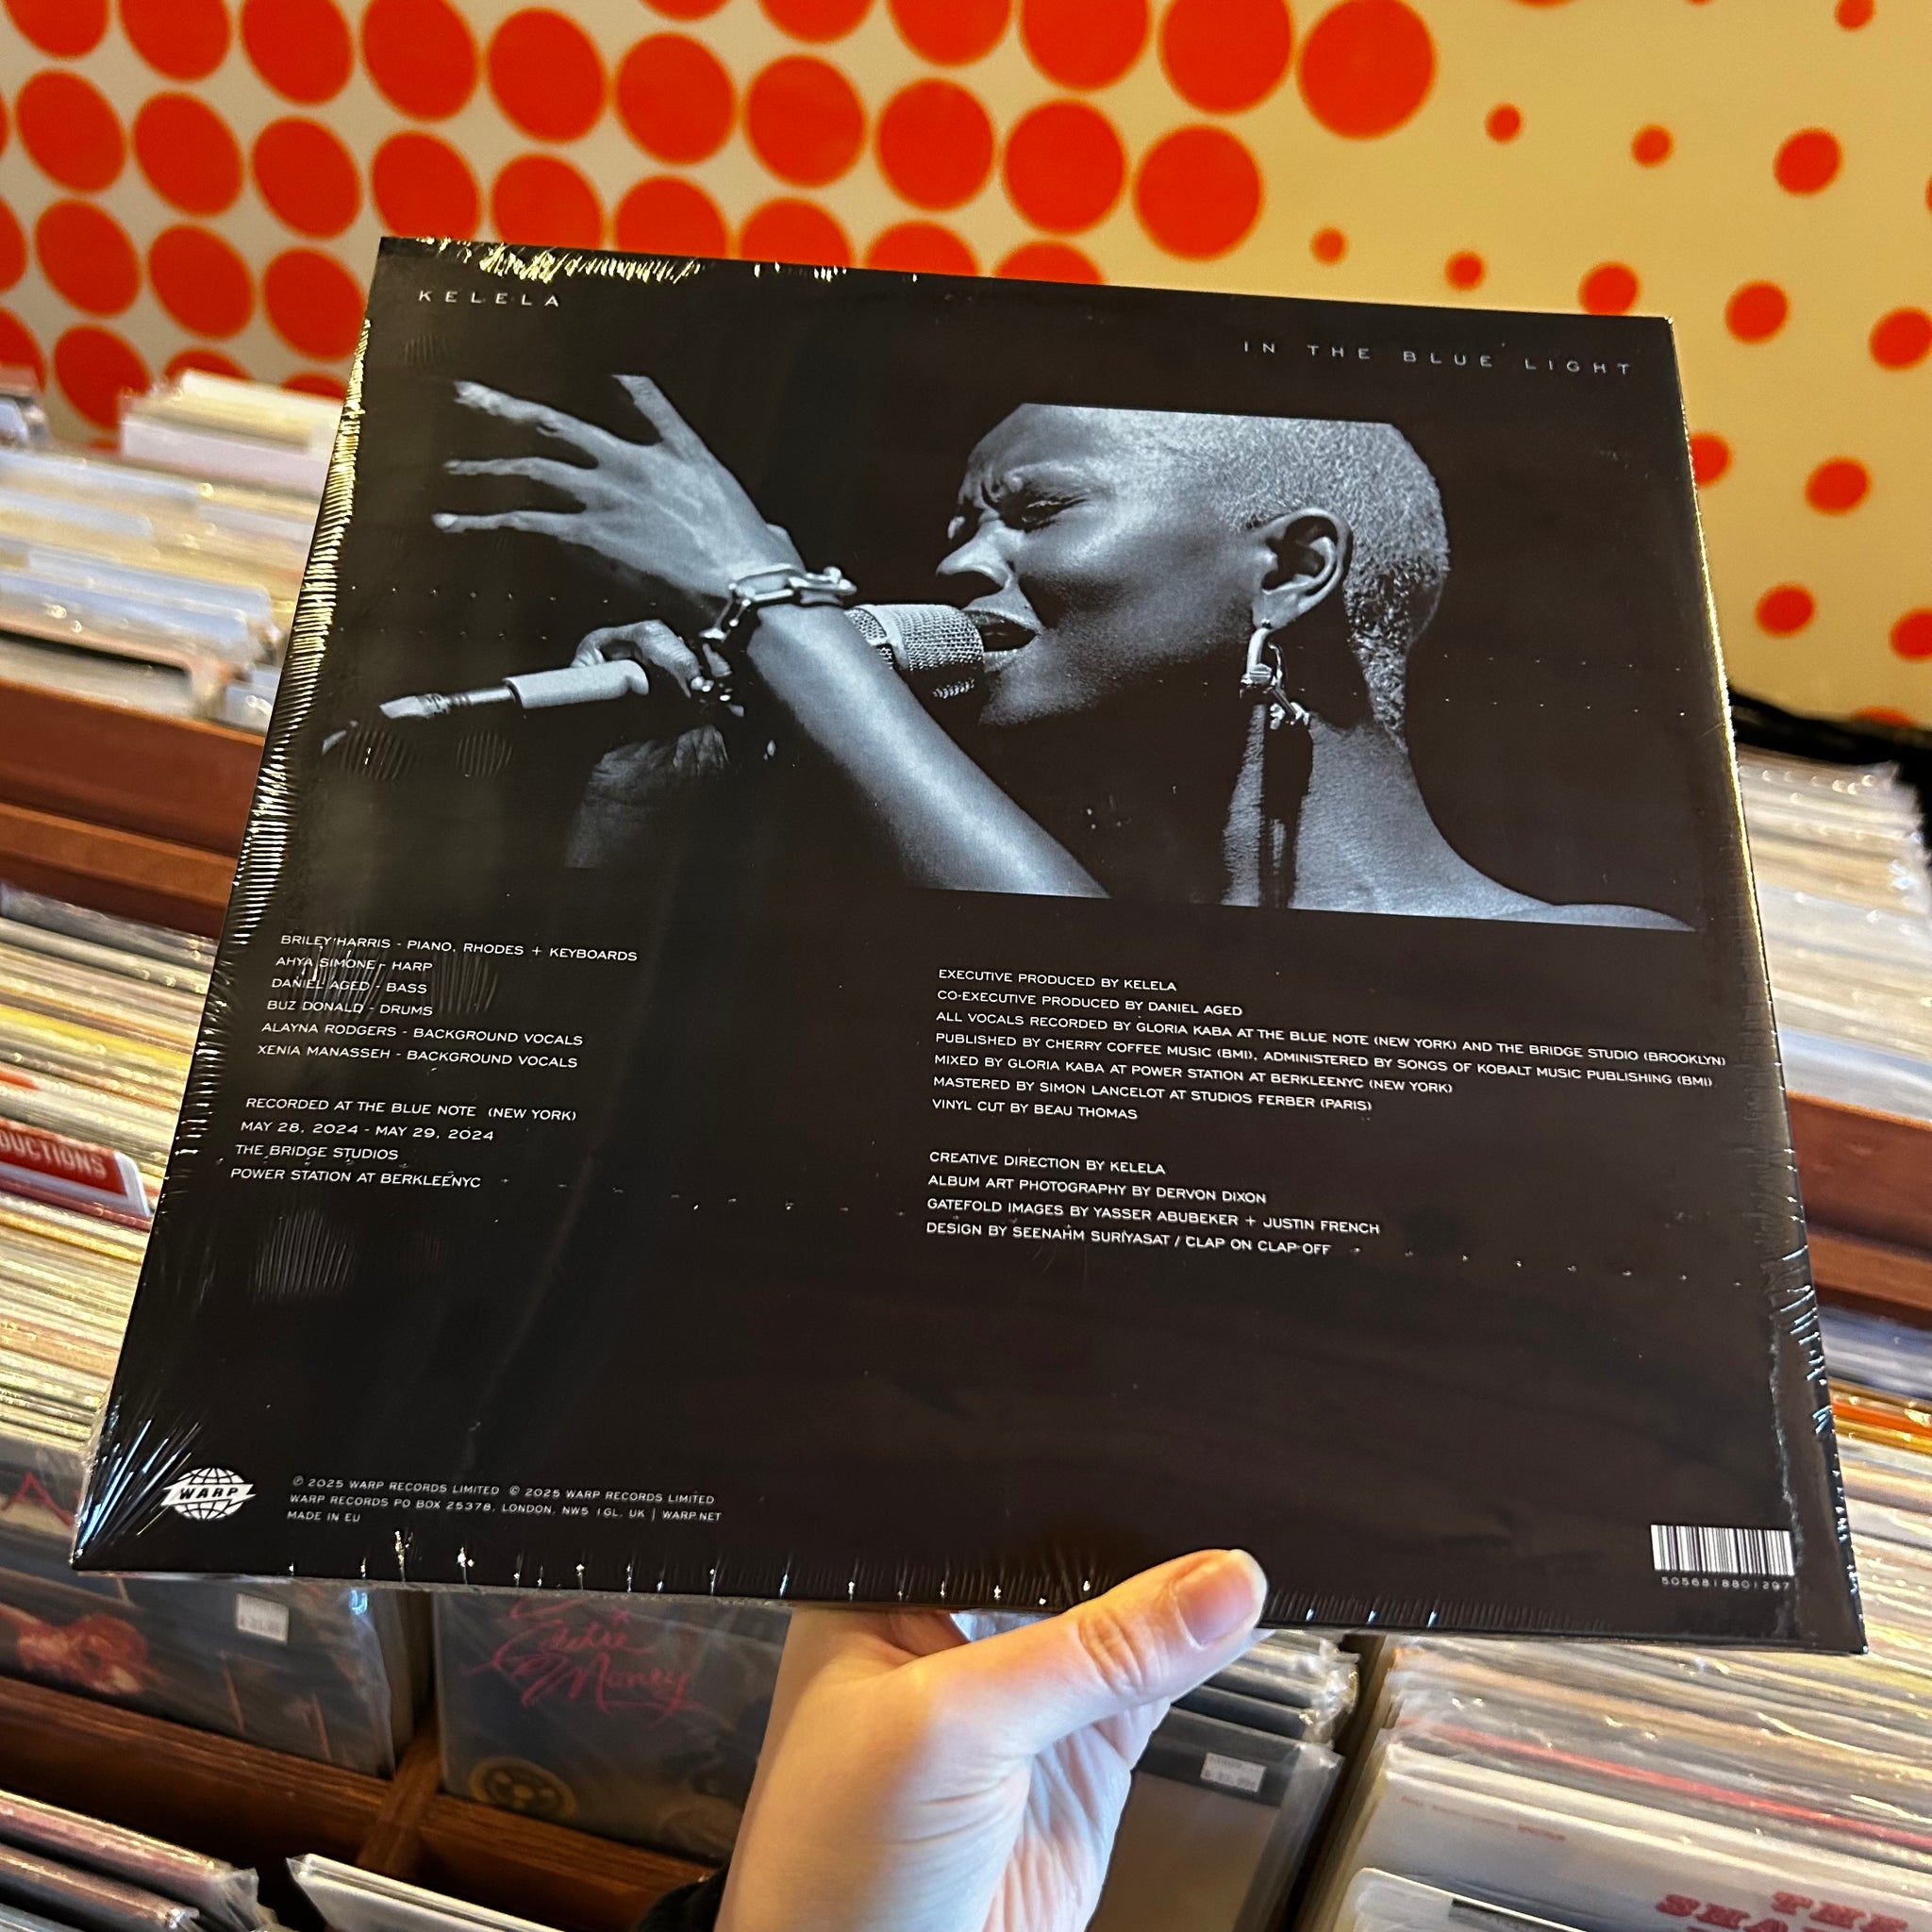 KELELA
IN THE BLUE LIGHT
BRILEY HARRIS - PIANO, RHODES + KEYBOARDS
AHYA SIMONE - HARP
DANIEL AGED - BASS
BUZ DONALD - DRUMS
ALAYNA RODGERS - BACKGROUND VOCALS
XENIA MANASSEH - BACKGROUND VOCALS
RECORDED AT THE BLUE NOTE (NEW YORK)
MAY 28, 2024 - MAY 29, 2024
THE BRIDGE STUDIOS
POWER STATION AT BERKLEENYC
EXECUTIVE PRODUCED BY KELELA
CO-EXECUTIVE PRODUCED BY DANIEL AGED
ALL VOCALS RECORDED BY GLORIA KABA AT THE BLUE NOTE (NEW YORK) AND THE BRIDGE STUDIO (BROOKLYN)
PUBLISHED BY CHERRY COFFEE MUSIC (BMI), ADMINISTERED BY SONGS OF KOBALT MUSIC PUBLISHING (BMI)
MIXED BY GLORIA KABA AT POWER STATION AT BERKLEENYC (NEW YORK)
MASTERED BY SIMON LANCELOT AT STUDIOS FERBER (PARIS)
VINYL CUT BY BEAU THOMAS
CREATIVE DIRECTION BY KELELA
ALBUM ART PHOTOGRAPHY BY DERVON DIXON
GATEFOLD IMAGES BY YASSER ABUBEKER + JUSTIN FRENCH
DESIGN BY SEENAHM SURIYASAT / CLAP ON CLAP OFF
WARP
℗ 2025 WARP RECORDS LIMITED © 2025 WARP RECORDS LIMITED
WARP RECORDS PO BOX 25378, LONDON, NW5 1GL, UK | WARP.NET
MADE IN EU
5056818801297
DUCTIONS
Eddie
Money
THE